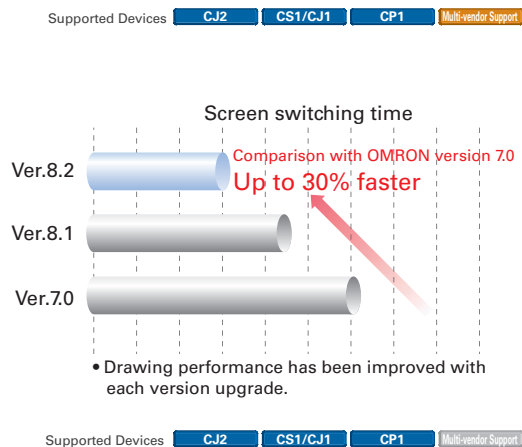 Supported Devices CJ2 CS1/CJ1 CP1 Multi-vendor Support
Screen switching time
Ver.8.2
Comparison with OMRON version 7.0
Up to 30% faster
Ver.8.1
Ver.7.0
• Drawing performance has been improved with
each version upgrade.
Supported Devices CJ2 CS1/CJ1 CP1 Multi-vendor Support